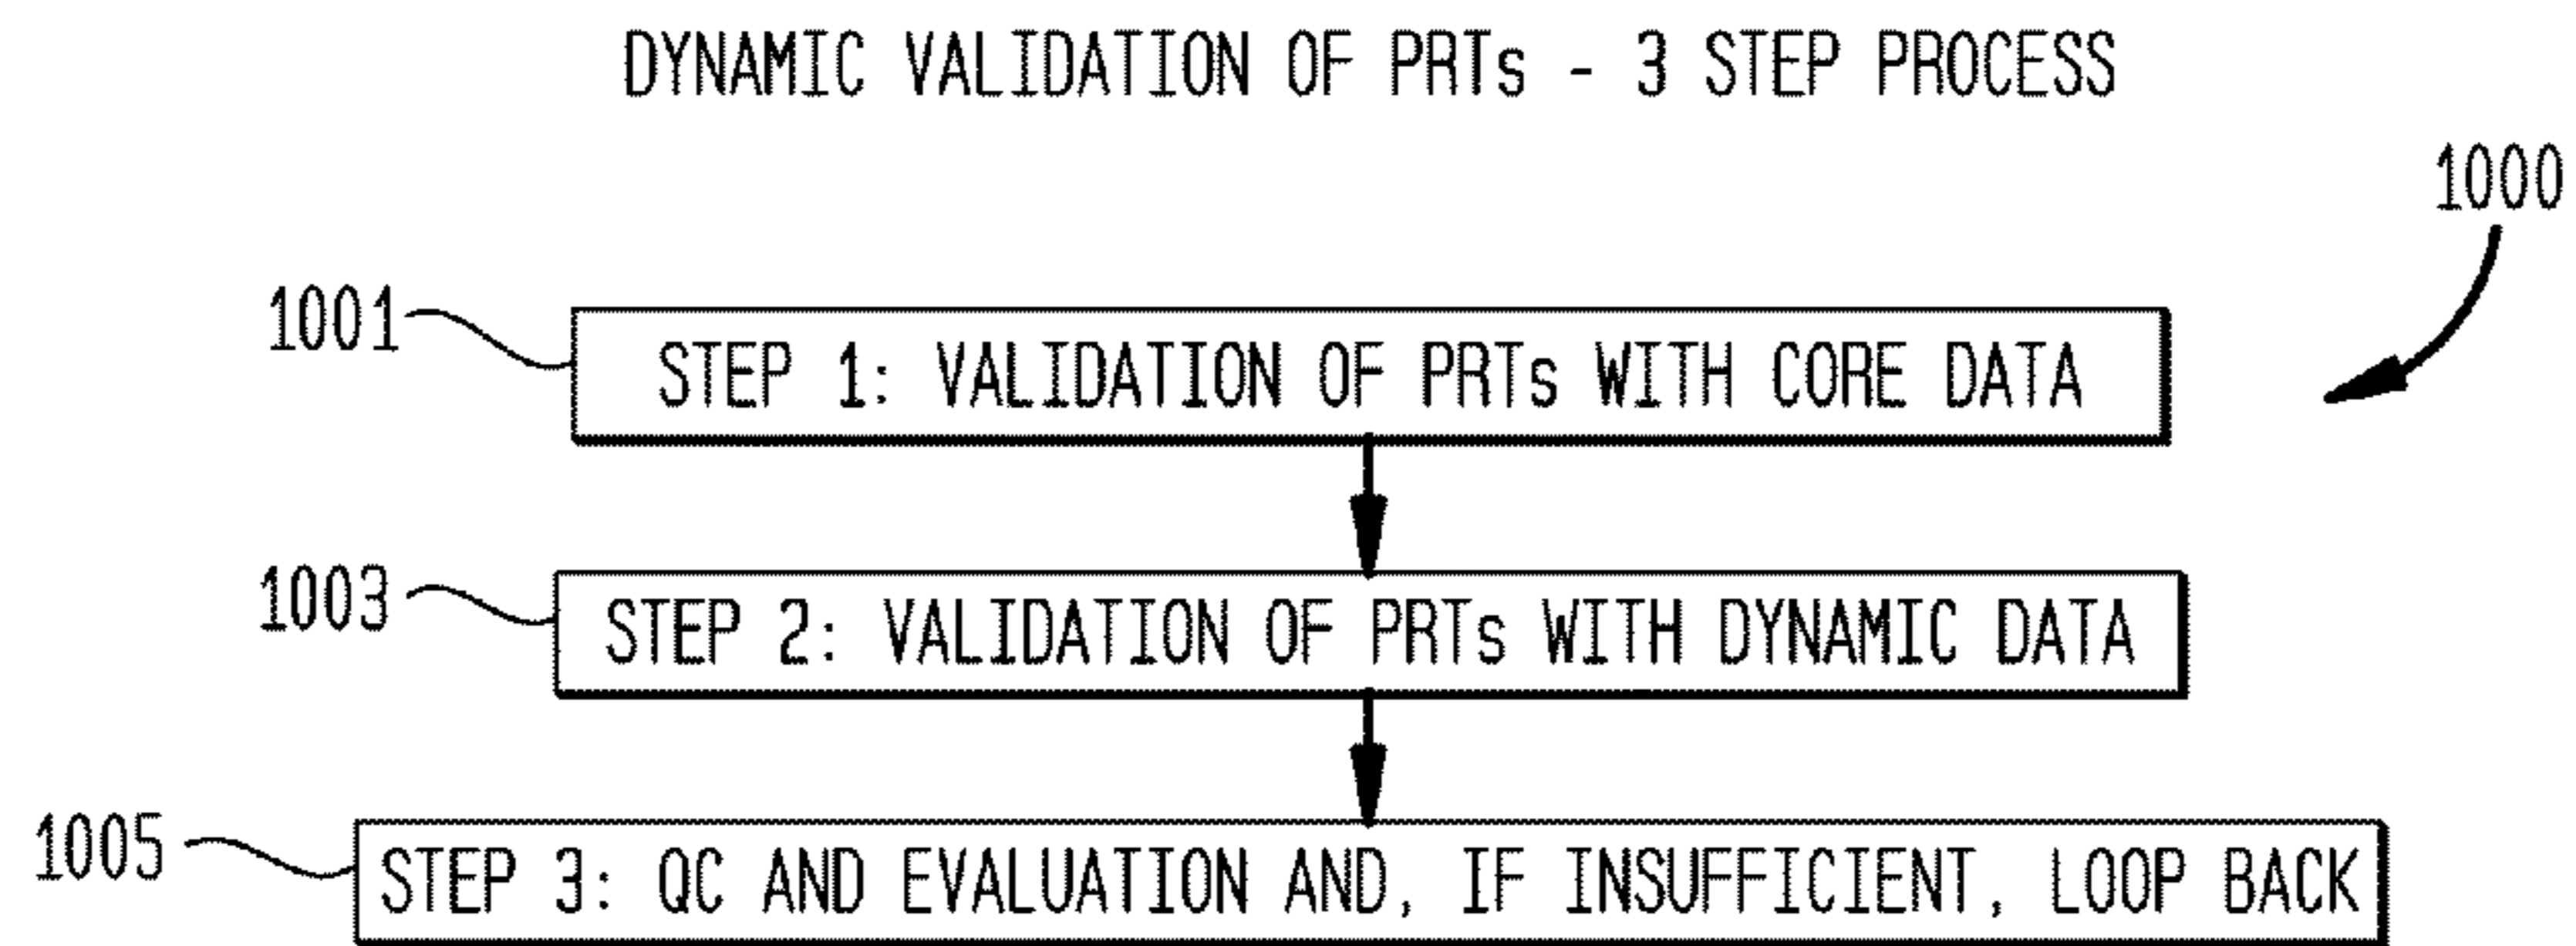 DYNAMIC VALIDATION OF PRTs - 3 STEP PROCESS
1000
1001
STEP 1: VALIDATION OF PRTs WITH CORE DATA
1003
STEP 2: VALIDATION OF PRTs WITH DYNAMIC DATA
1005
STEP 3: QC AND EVALUATION AND, IF INSUFFICIENT, LOOP BACK